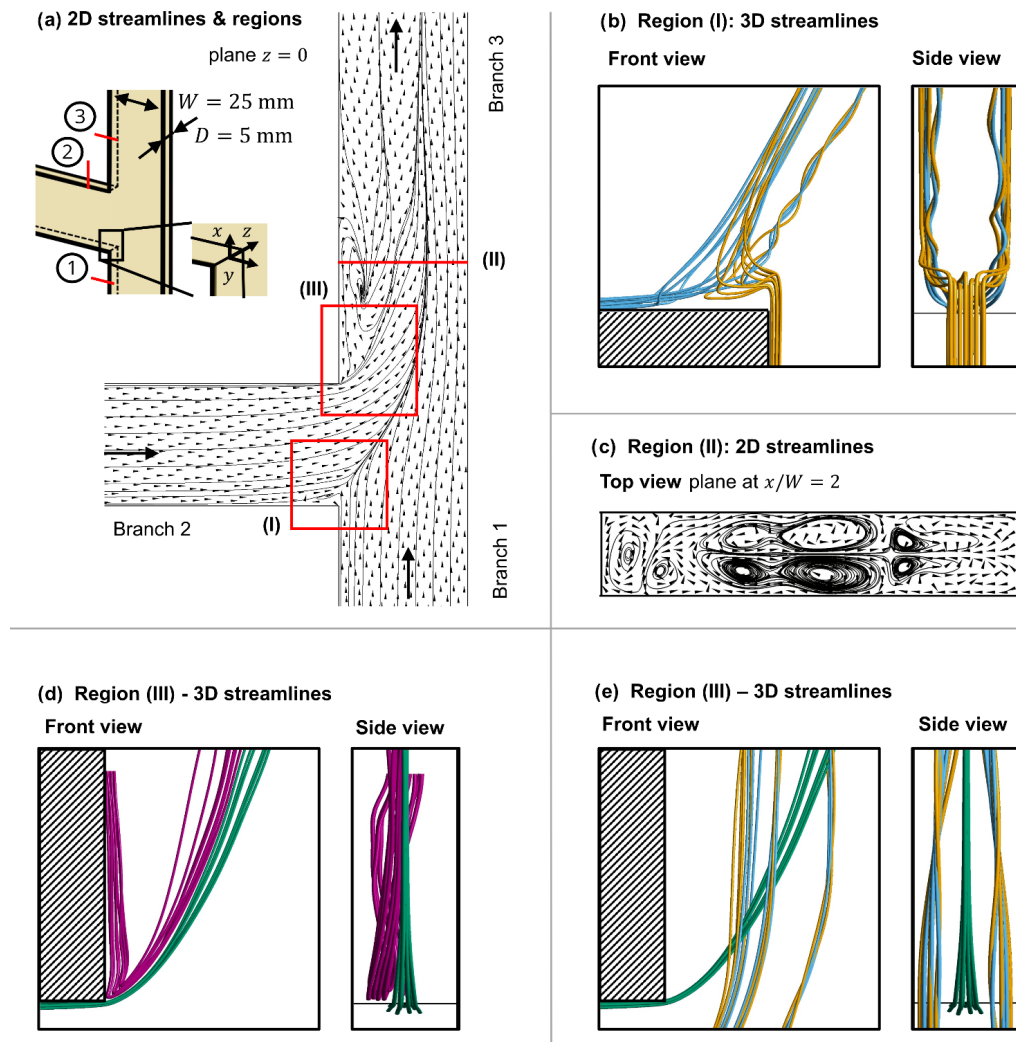 (a) 2D streamlines & regions
plane z = 0
W = 25 mm
D = 5 mm
3
2
1
x
z
y
Branch 3
(II)
(III)
(I)
Branch 2
Branch 1
(b) Region (I): 3D streamlines
Front view
Side view
(c) Region (II): 2D streamlines
Top view plane at x/W = 2
(d) Region (III) - 3D streamlines
Front view
Side view
(e) Region (III) – 3D streamlines
Front view
Side view